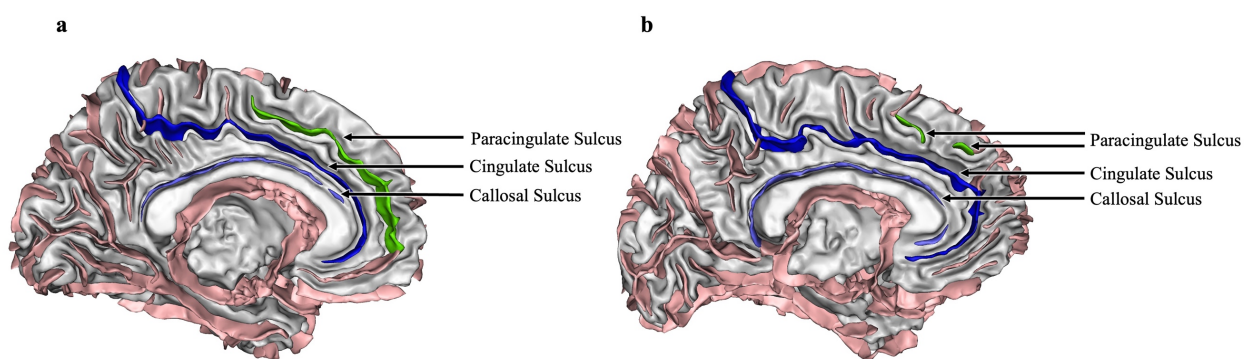 a
b
Paracingulate Sulcus
Cingulate Sulcus
Callosal Sulcus
Paracingulate Sulcus
Cingulate Sulcus
Callosal Sulcus